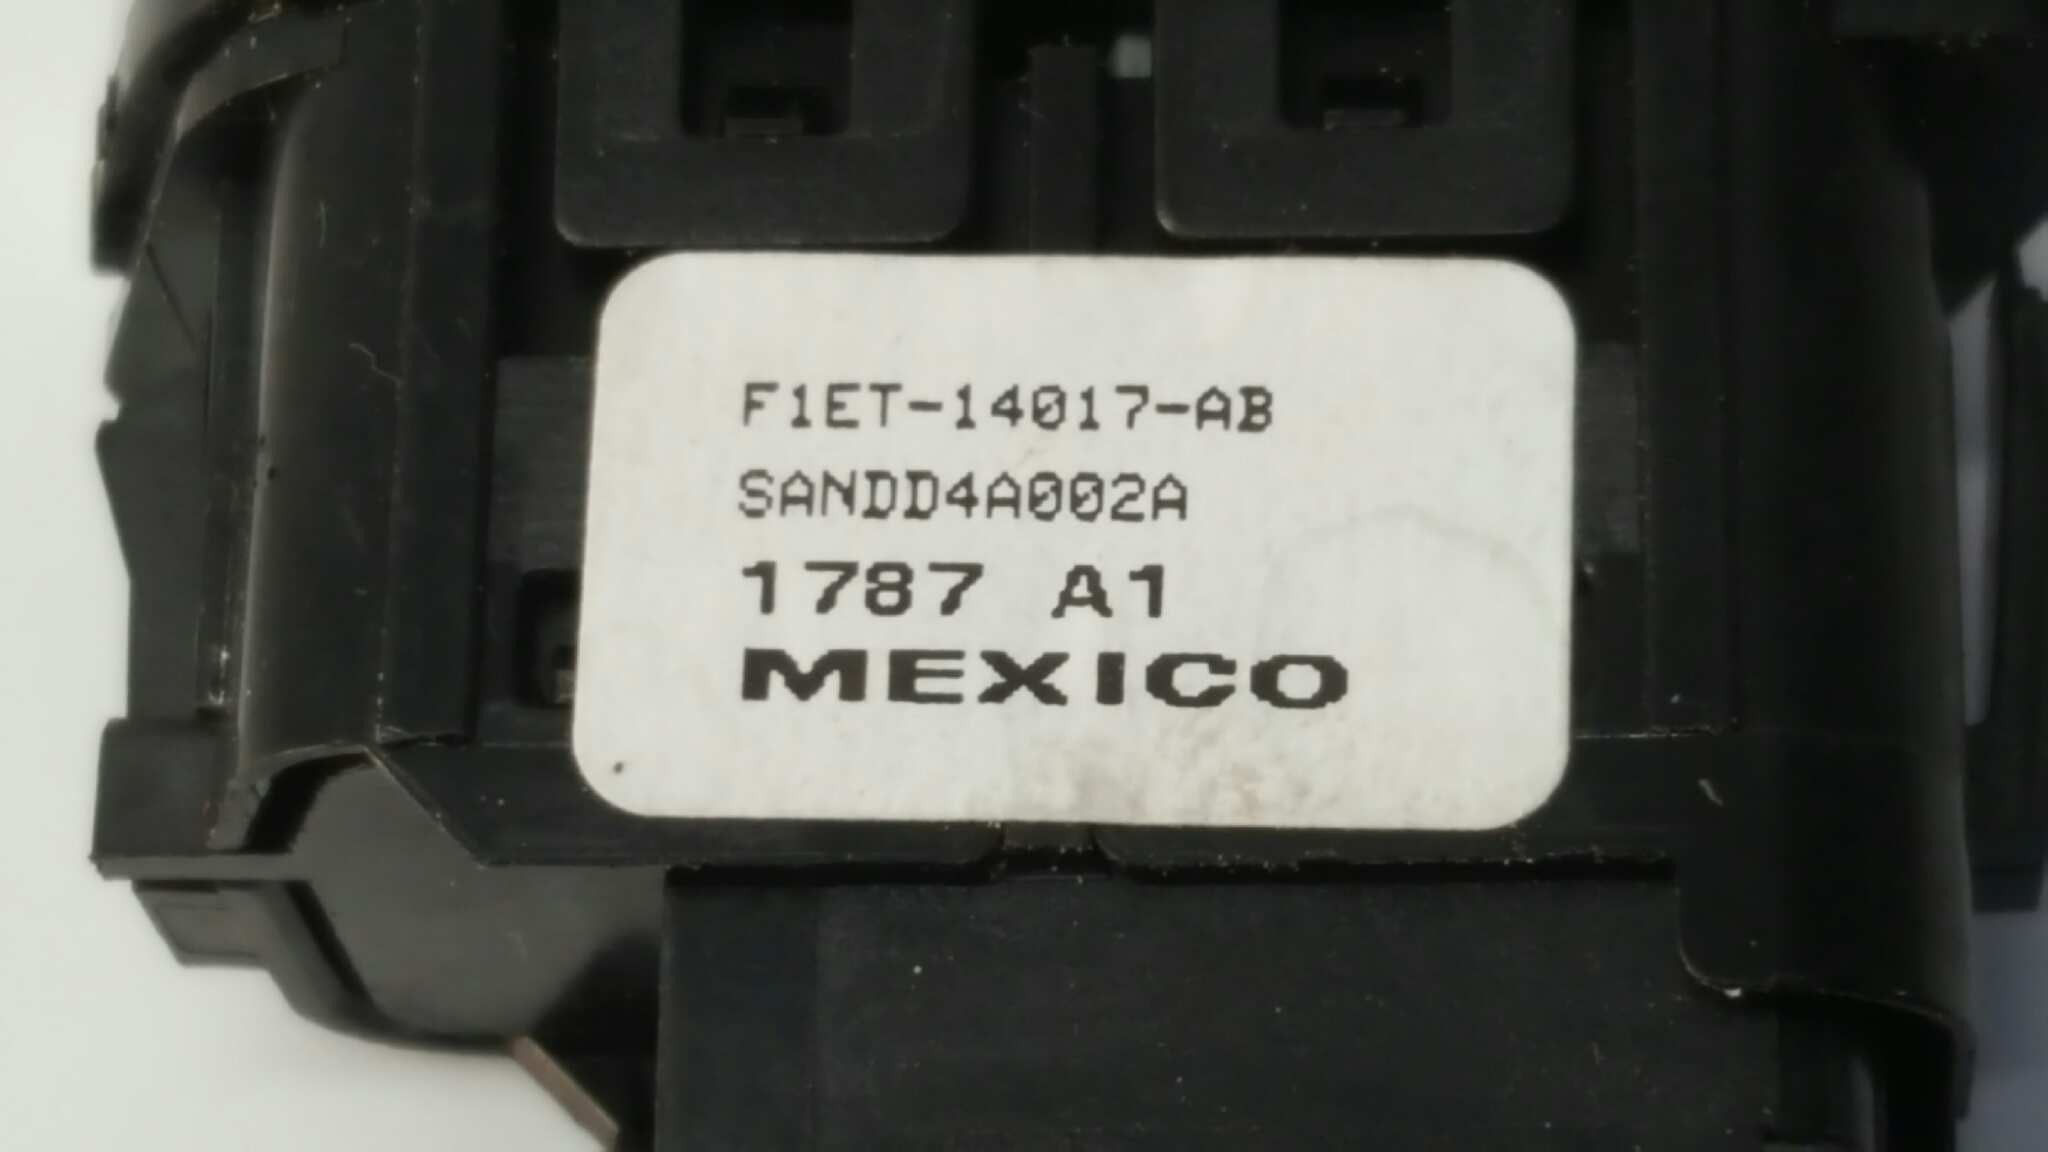 F1ET-14017-AB
SANDD4A002A
1787 A1
MEXICO